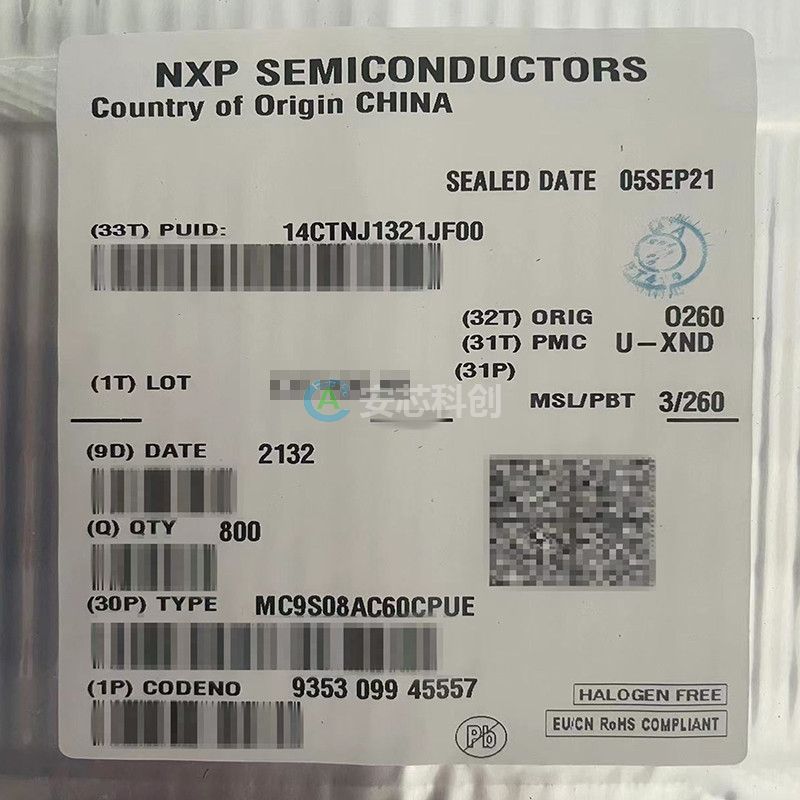 NXP SEMICONDUCTORS
Country of Origin CHINA
SEALED DATE 05SEP21
(33T) PUID: 14CTNJ1321JF00
(32T) ORIG O260
(31T) PMC U-XND
(31P)
(1T) LOT
安芯科创
MSL/PBT 3/260
(9D) DATE 2132
(Q) QTY 800
(30P) TYPE MC9S08AC60CPUE
(1P) CODENO 9353 099 45557
HALOGEN FREE
Pb
EU/CN RoHS COMPLIANT